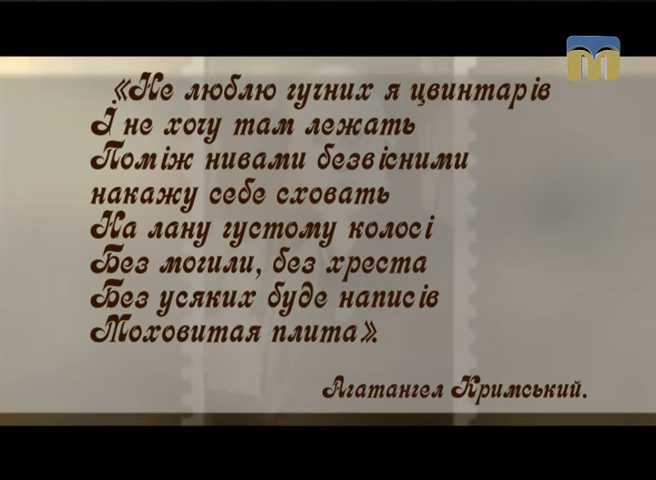 «Не люблю гучних я цвинтарів
І не хочу там лежать
Поміж нивами безвісними
накажу себе сховать
На лану густому колосі
Без могили, без хреста
Без усяких буде написів
Моховитая плита».
Агатангел Кримський.